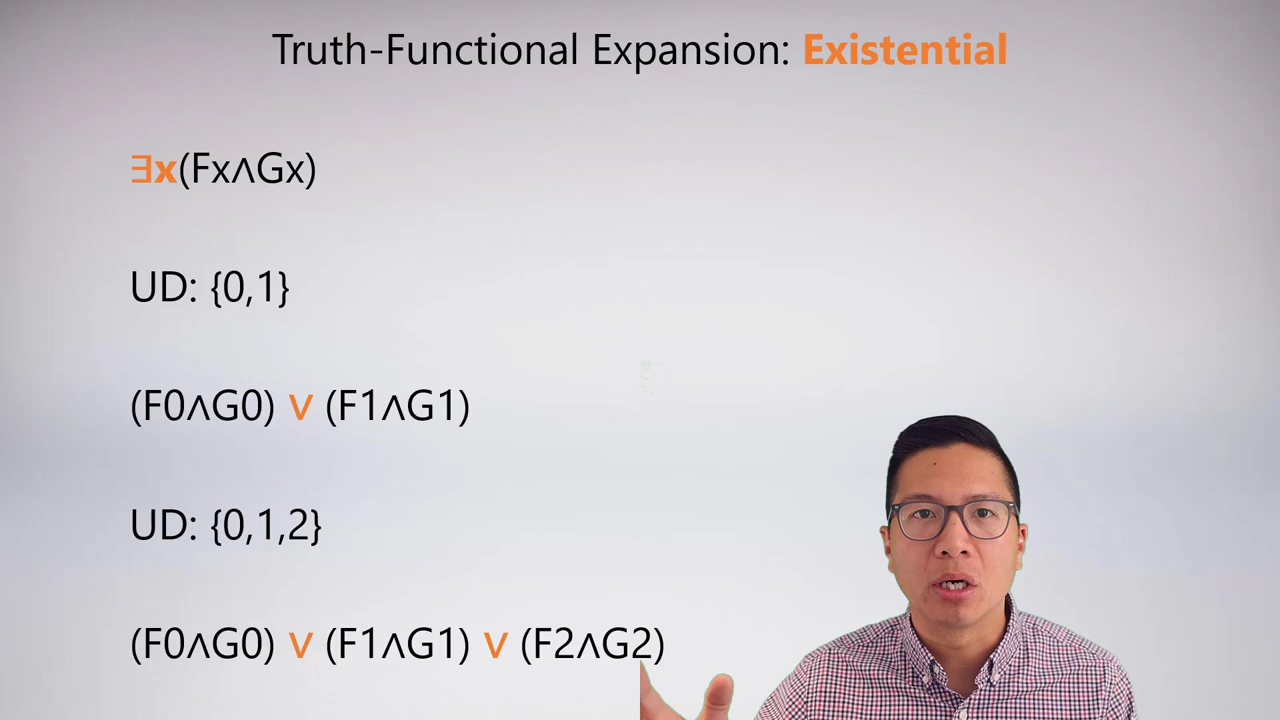 Truth-Functional Expansion: Existential
∃x(Fx∧Gx)
UD: {0,1}
(F0∧G0) ∨ (F1∧G1)
UD: {0,1,2}
(F0∧G0) ∨ (F1∧G1) ∨ (F2∧G2)